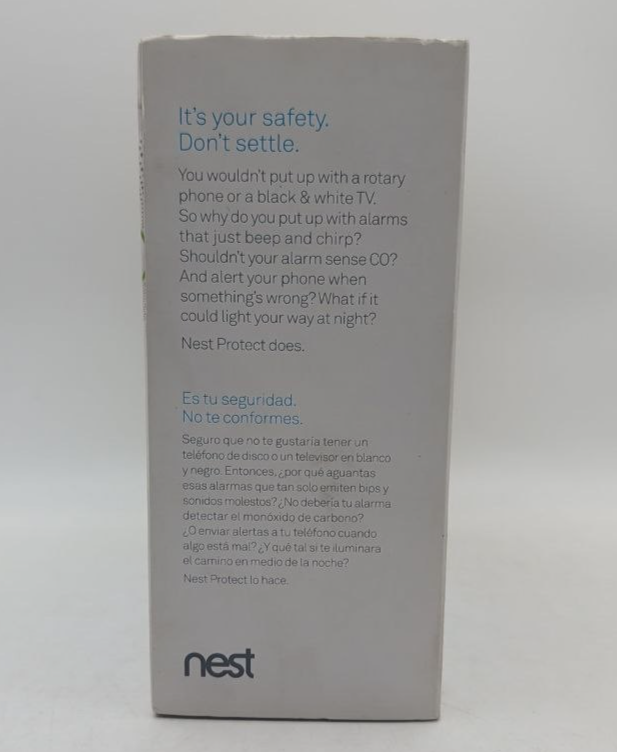 It's your safety.
Don't settle.
You wouldn't put up with a rotary
phone or a black & white TV.
So why do you put up with alarms
that just beep and chirp?
Shouldn't your alarm sense CO?
And alert your phone when
something's wrong? What if it
could light your way at night?
Nest Protect does.
Es tu seguridad.
No te conformes.
Seguro que no te gustaría tener un
teléfono de disco o un televisor en blanco
y negro. Entonces, ¿por qué aguantas
esas alarmas que tan solo emiten bips y
sonidos molestos? ¿No debería tu alarma
detectar el monóxido de carbono?
¿O enviar alertas a tu teléfono cuando
algo está mal? ¿Y qué tal si te iluminara
el camino en medio de la noche?
Nest Protect lo hace.
nest